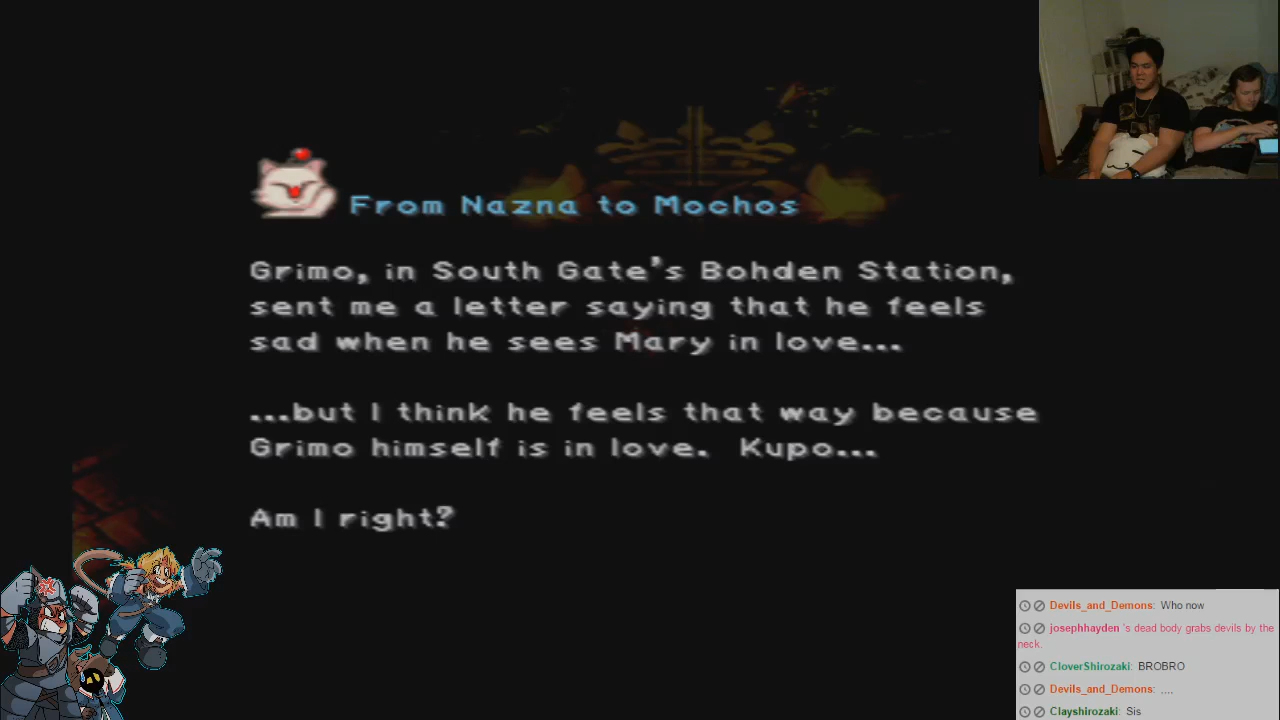 From Nazna to Mochos
Grimo, in South Gate's Bohden Station,
sent me a letter saying that he feels
sad when he sees Mary in love...
...but I think he feels that way because
Grimo himself is in love. Kupo...
Am I right?
Devils_and_Demons: Who now
josephhayden 's dead body grabs devils by the
neck.
CloverShirozaki: BROBRO
Devils_and_Demons: ,...
Clayshirozaki: Sis